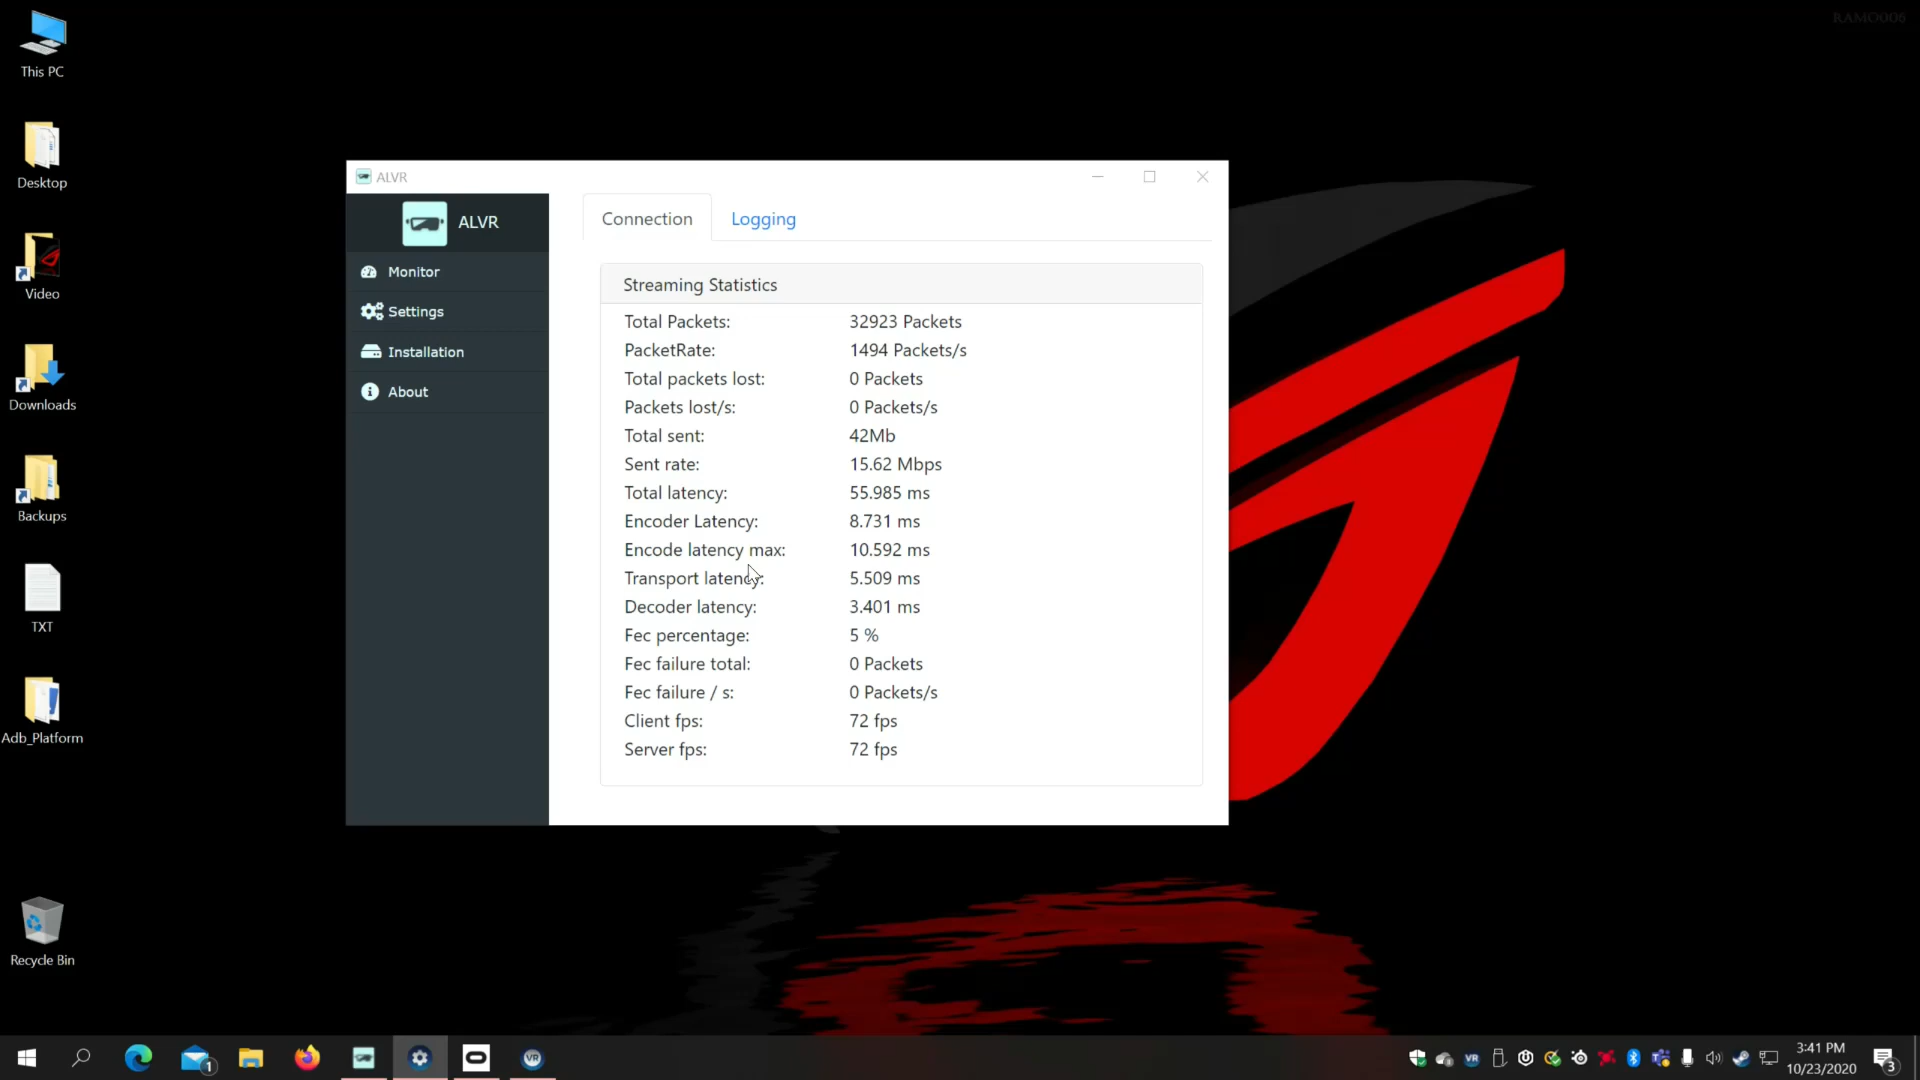 RAMO006
This PC
Desktop
Video
Downloads
Backups
TXT
Adb_Platform
Recycle Bin
ALVR
ALVR
Monitor
Settings
Installation
About
Connection
Logging
Streaming Statistics
Total Packets: 32923 Packets
PacketRate: 1494 Packets/s
Total packets lost: 0 Packets
Packets lost/s: 0 Packets/s
Total sent: 42Mb
Sent rate: 15.62 Mbps
Total latency: 55.985 ms
Encoder Latency: 8.731 ms
Encode latency max: 10.592 ms
Transport latency: 5.509 ms
Decoder latency: 3.401 ms
Fec percentage: 5 %
Fec failure total: 0 Packets
Fec failure / s: 0 Packets/s
Client fps: 72 fps
Server fps: 72 fps
1
VR
VR
3:41 PM
10/23/2020
3